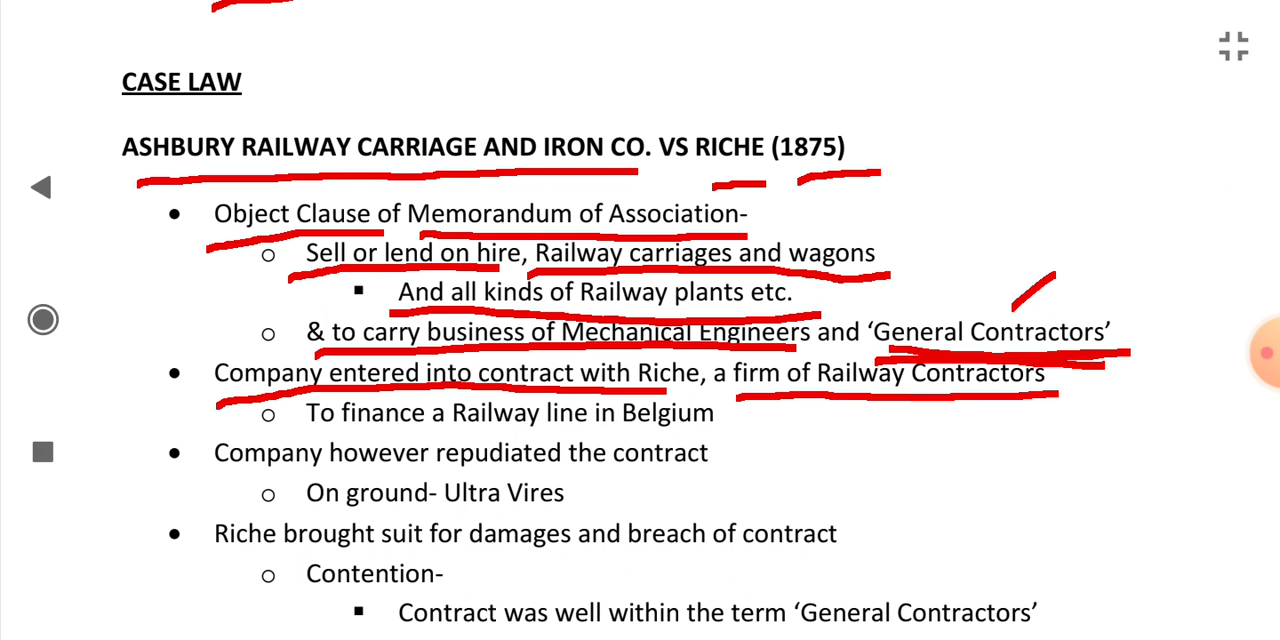 CASE LAW
ASHBURY RAILWAY CARRIAGE AND IRON CO. VS RICHE (1875)
• Object Clause of Memorandum of Association-
o Sell or lend on hire, Railway carriages and wagons
▪ And all kinds of Railway plants etc.
o & to carry business of Mechanical Engineers and ‘General Contractors’
• Company entered into contract with Riche, a firm of Railway Contractors
o To finance a Railway line in Belgium
• Company however repudiated the contract
o On ground- Ultra Vires
• Riche brought suit for damages and breach of contract
o Contention-
▪ Contract was well within the term ‘General Contractors’